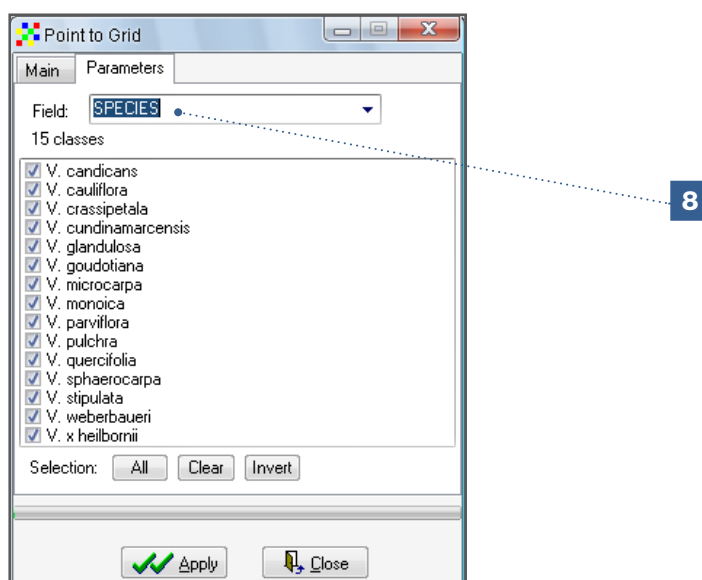 Point to Grid
Main Parameters
Field: SPECIES
15 classes
V. candicans
V. cauliflora
V. crassipetala
V. cundinamarcensis
V. glandulosa
V. goudotiana
V. microcarpa
V. monoica
V. parviflora
V. pulchra
V. quercifolia
V. sphaerocarpa
V. stipulata
V. weberbaueri
V. x heilbornii
Selection: All Clear Invert
Apply Close
8